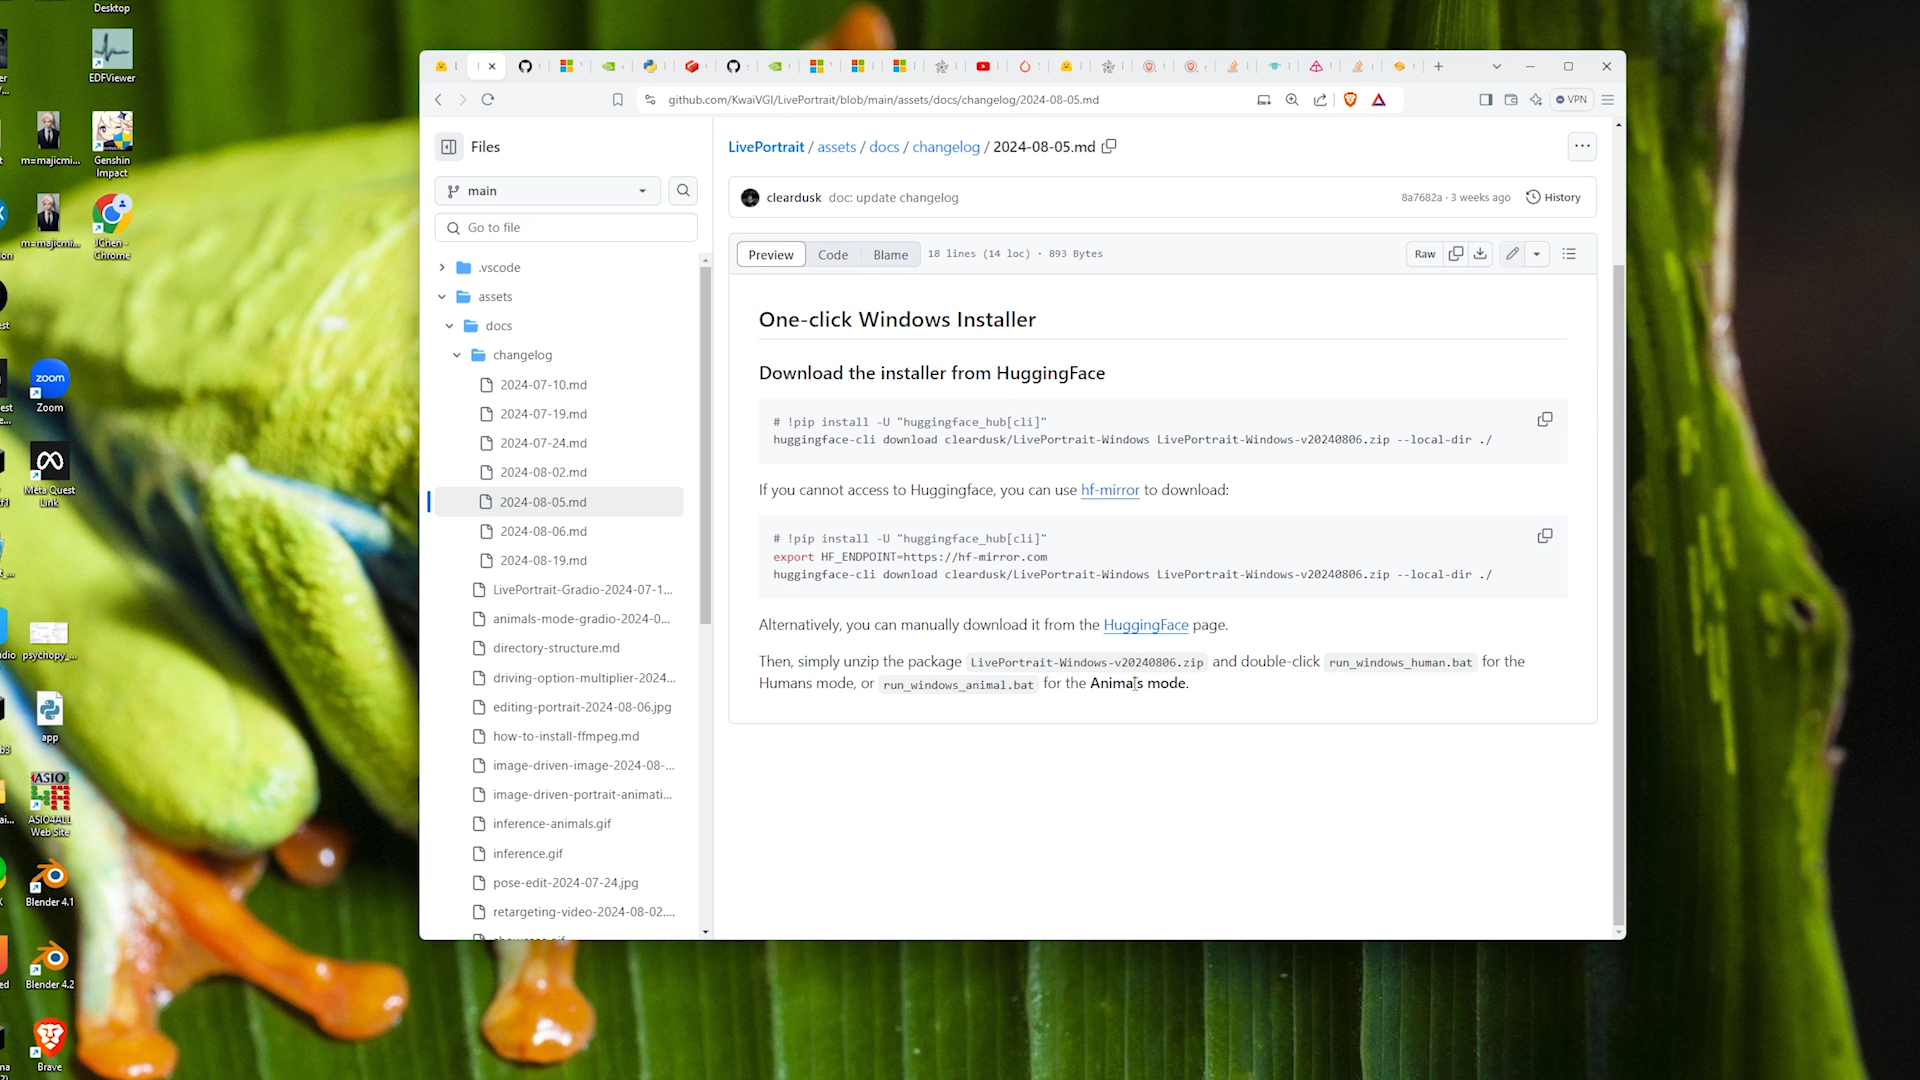 Desktop
EDFViewer
m=majicmi...
Genshin
Impact
m=majicmi...
JChen -
Chrome
zoom
Zoom
Meta Quest
Link
psychopy_...
app
ASIO
ASIO4ALL
Web Site
Blender 4.1
Blender 4.2
Brave
github.com/KwaiVGI/LivePortrait/blob/main/assets/docs/changelog/2024-08-05.md
VPN
Files
main
Go to file
.vscode
assets
docs
changelog
2024-07-10.md
2024-07-19.md
2024-07-24.md
2024-08-02.md
2024-08-05.md
2024-08-06.md
2024-08-19.md
LivePortrait-Gradio-2024-07-1...
animals-mode-gradio-2024-0...
directory-structure.md
driving-option-multiplier-2024...
editing-portrait-2024-08-06.jpg
how-to-install-ffmpeg.md
image-driven-image-2024-08-...
image-driven-portrait-animati...
inference-animals.gif
inference.gif
pose-edit-2024-07-24.jpg
retargeting-video-2024-08-02....
LivePortrait / assets / docs / changelog / 2024-08-05.md
cleardusk doc: update changelog 8a7682a · 3 weeks ago History
Preview Code Blame 18 lines (14 loc) · 893 Bytes Raw
One-click Windows Installer
Download the installer from HuggingFace
# !pip install -U "huggingface_hub[cli]"
huggingface-cli download cleardusk/LivePortrait-Windows LivePortrait-Windows-v20240806.zip --local-dir ./
If you cannot access to Huggingface, you can use hf-mirror to download:
# !pip install -U "huggingface_hub[cli]"
export HF_ENDPOINT=https://hf-mirror.com
huggingface-cli download cleardusk/LivePortrait-Windows LivePortrait-Windows-v20240806.zip --local-dir ./
Alternatively, you can manually download it from the HuggingFace page.
Then, simply unzip the package LivePortrait-Windows-v20240806.zip and double-click run_windows_human.bat for the
Humans mode, or run_windows_animal.bat for the Animals mode.